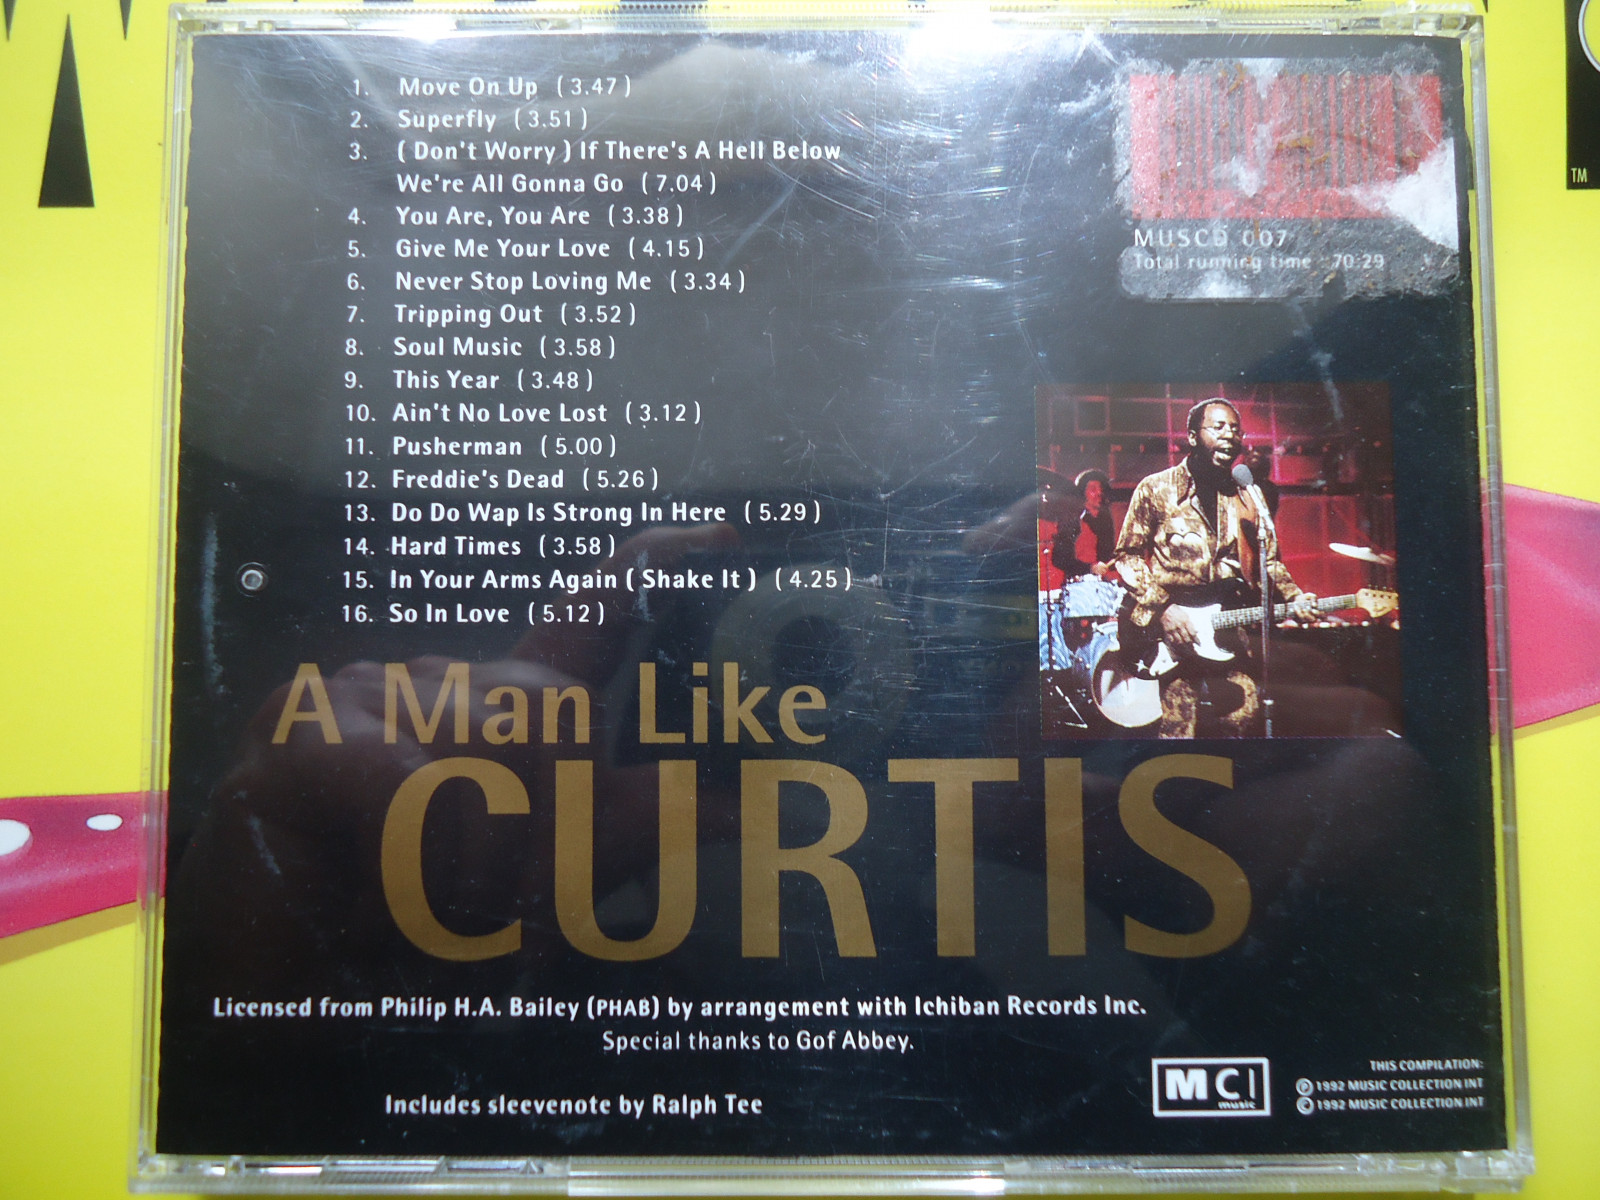 1. Move On Up ( 3.47 )
2. Superfly ( 3.51 )
3. ( Don't Worry ) If There's A Hell Below
We're All Gonna Go ( 7.04 )
4. You Are, You Are ( 3.38 )
5. Give Me Your Love ( 4.15 )
6. Never Stop Loving Me ( 3.34 )
7. Tripping Out ( 3.52 )
8. Soul Music ( 3.58 )
9. This Year ( 3.48 )
10. Ain't No Love Lost ( 3.12 )
11. Pusherman ( 5.00 )
12. Freddie's Dead ( 5.26 )
13. Do Do Wap Is Strong In Here ( 5.29 )
14. Hard Times ( 3.58 )
15. In Your Arms Again ( Shake It ) ( 4.25 )
16. So In Love ( 5.12 )
MUSCD 007
Total running time : 70:29
TM
A Man Like
CURTIS
Licensed from Philip H.A. Bailey (PHAB) by arrangement with Ichiban Records Inc.
Special thanks to Gof Abbey.
Includes sleevenote by Ralph Tee
MCI
music
THIS COMPILATION:
℗ 1992 MUSIC COLLECTION INT
© 1992 MUSIC COLLECTION INT